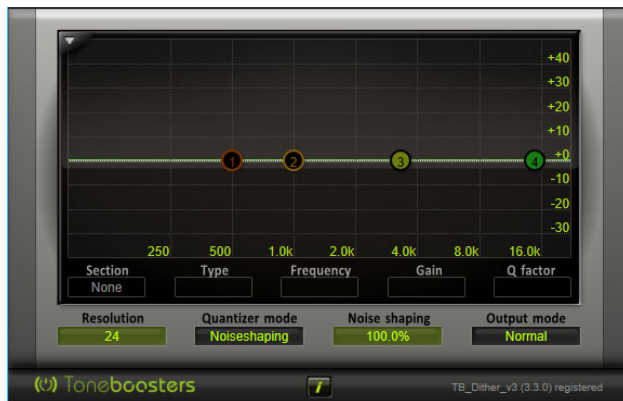 +40
+30
+20
+10
1 2 3 4 +0
-10
-20
-30
250 500 1.0k 2.0k 4.0k 8.0k 16.0k
Section Type Frequency Gain Q factor
None
Resolution Quantizer mode Noise shaping Output mode
24 Noiseshaping 100.0% Normal
Toneboosters i TB_Dither_v3 (3.3.0) registered